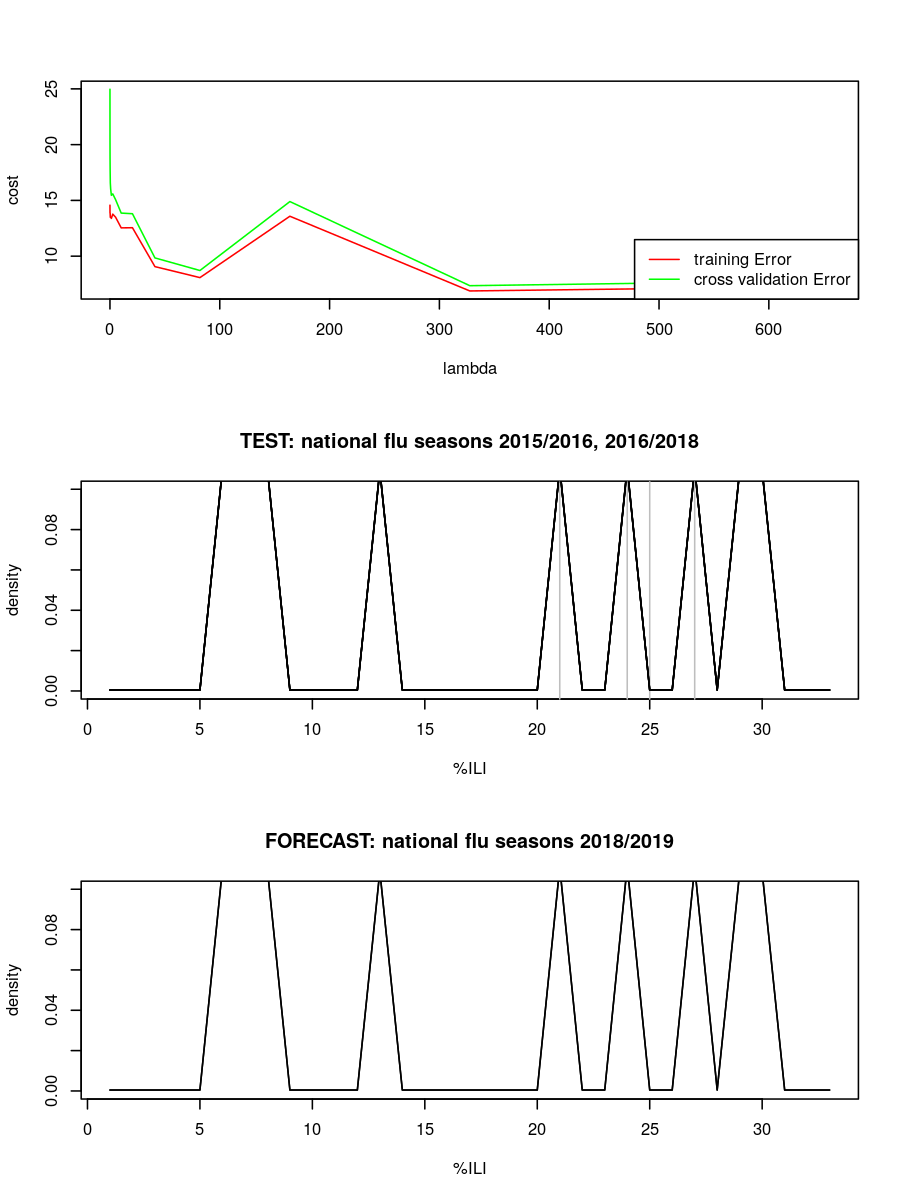 25
20
15
10
cost
training Error
cross validation Error
0 100 200 300 400 500 600
lambda
TEST: national flu seasons 2015/2016, 2016/2018
0.08
0.04
0.00
density
0 5 10 15 20 25 30
%ILI
FORECAST: national flu seasons 2018/2019
0.08
0.04
0.00
density
0 5 10 15 20 25 30
%ILI